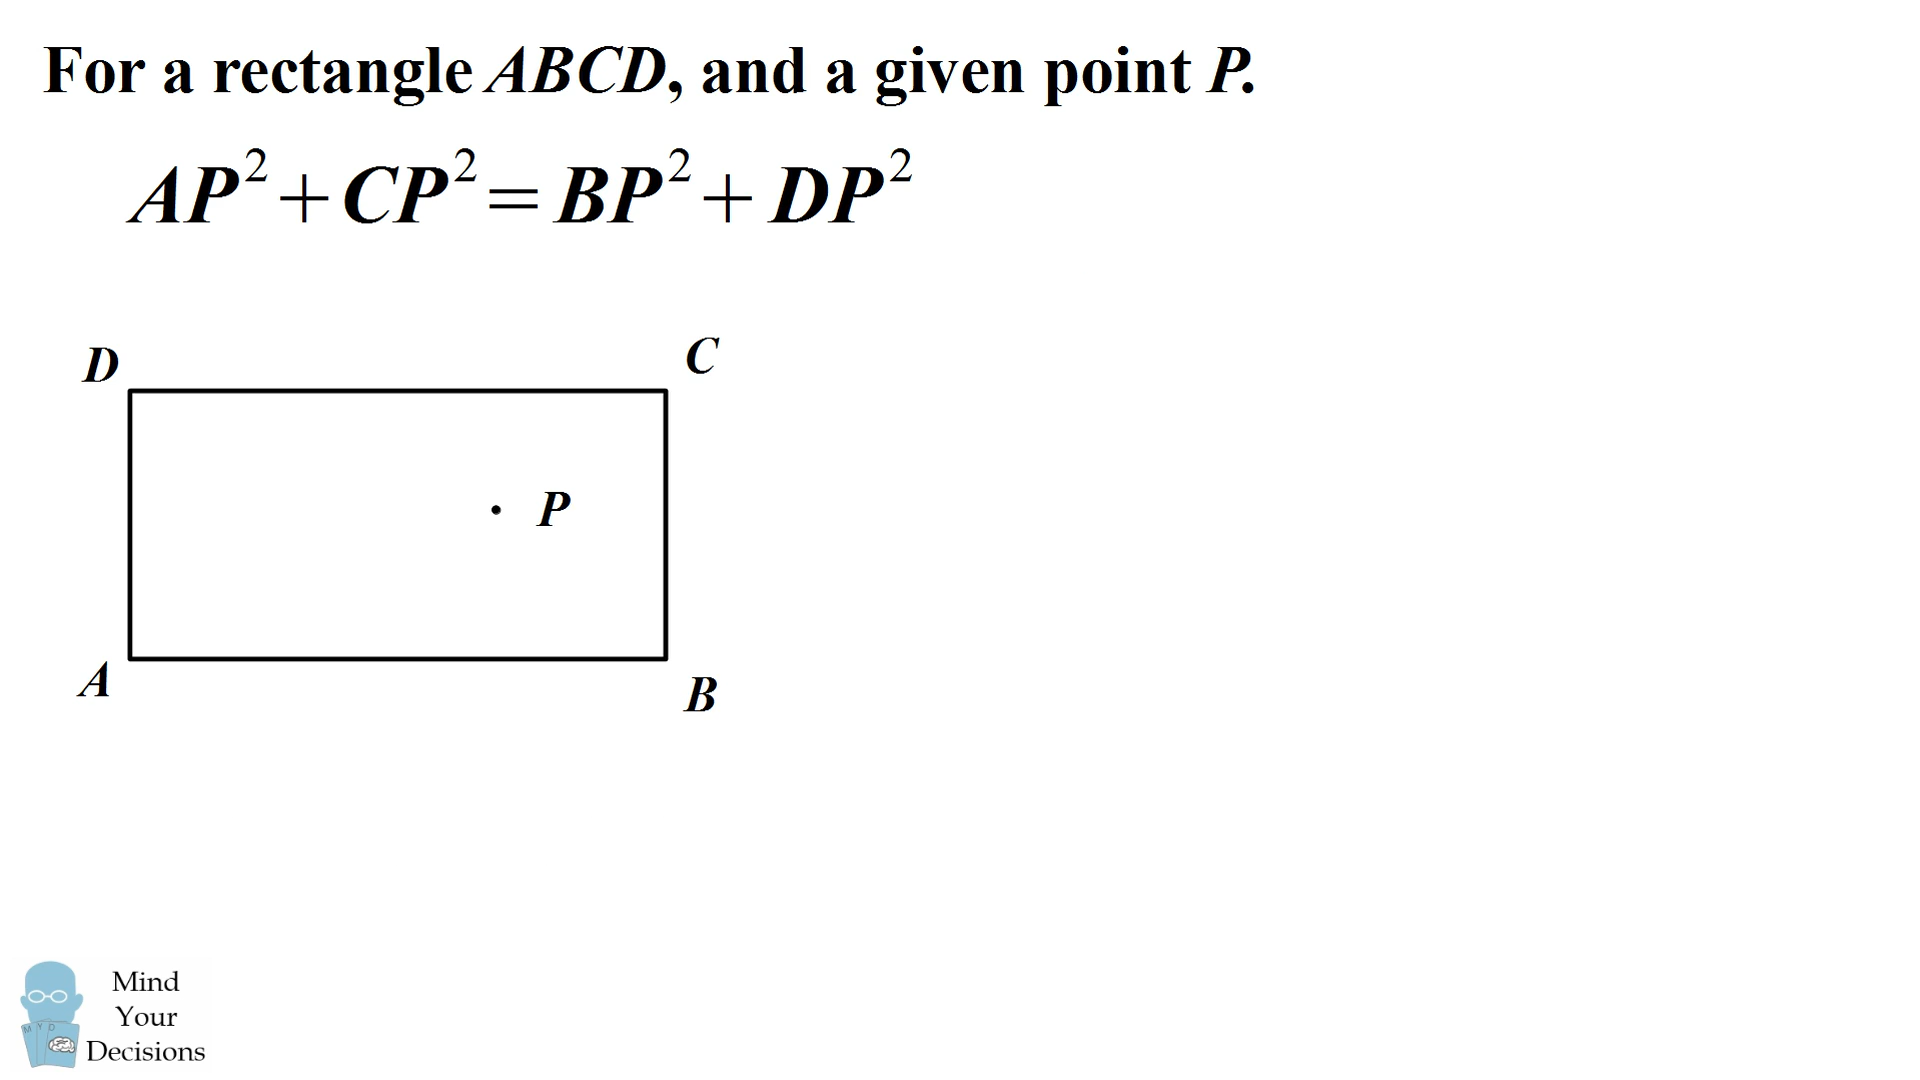 For a rectangle ABCD, and a given point P.
AP²+CP²=BP²+DP²
D
C
P
A
B
M Y D
Mind
Your
Decisions